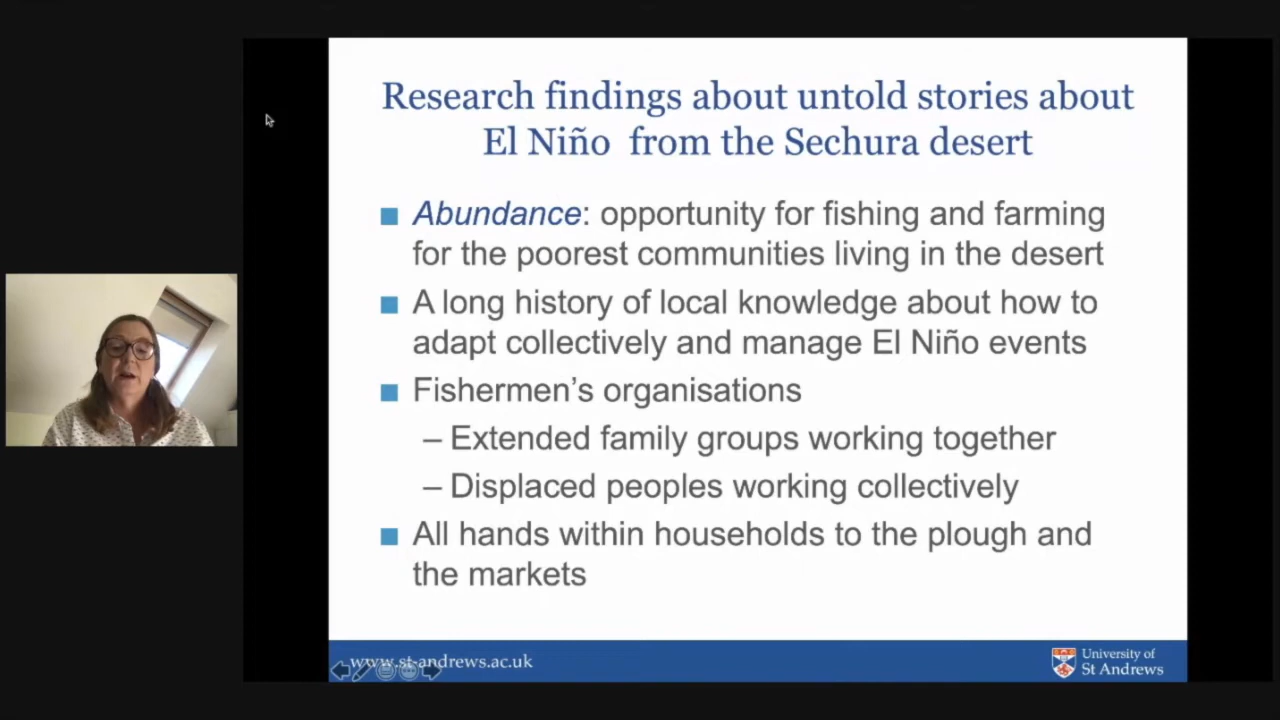 Research findings about untold stories about
El Niño from the Sechura desert
■ Abundance: opportunity for fishing and farming
for the poorest communities living in the desert
■ A long history of local knowledge about how to
adapt collectively and manage El Niño events
■ Fishermen’s organisations
– Extended family groups working together
– Displaced peoples working collectively
■ All hands within households to the plough and
the markets
www.st-andrews.ac.uk
University of
St Andrews